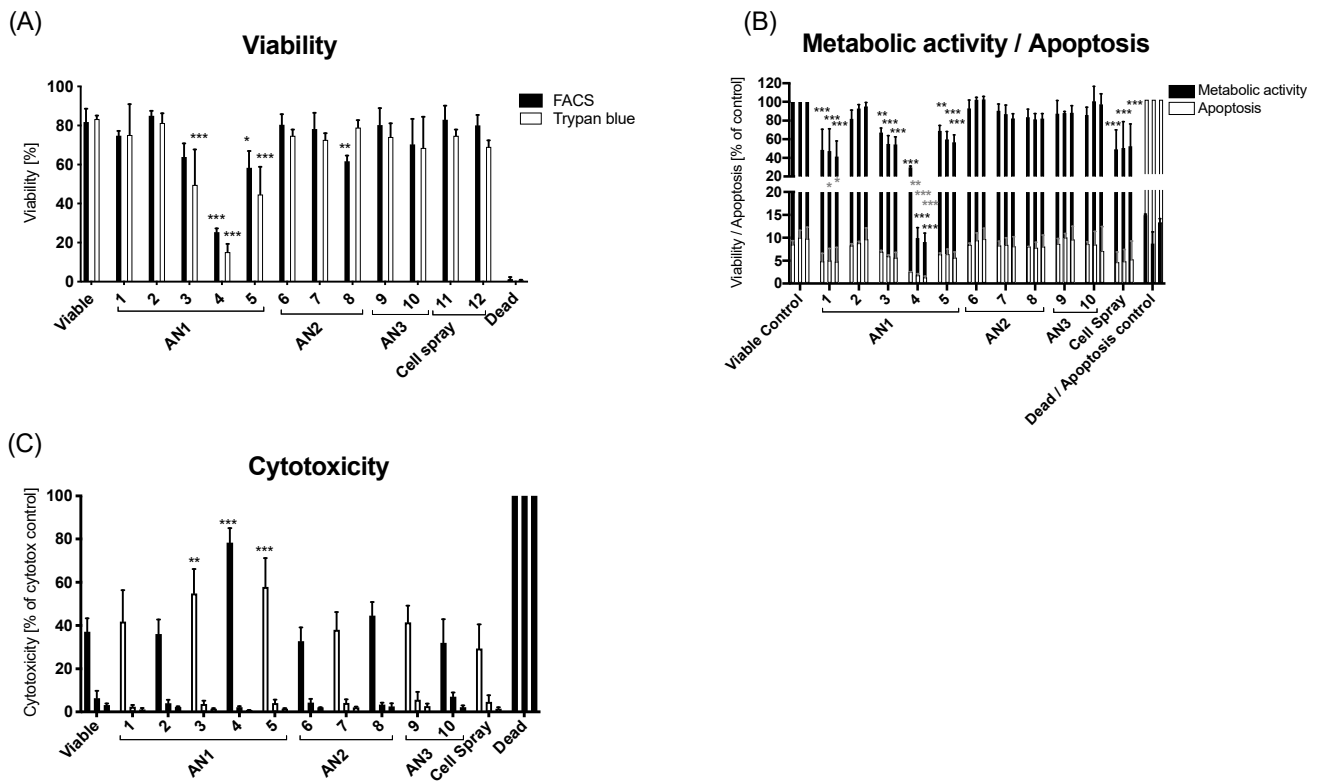 (A)
Viability
Viability [%]
100
80
60
40
20
0
FACS
Trypan blue
***
***
***
*
***
**
Viable
1
2
3
4
5
6
7
8
9
10
11
12
Dead
AN1
AN2
AN3
Cell spray
(B)
Metabolic activity / Apoptosis
Viability / Apoptosis [% of control]
120
100
80
60
40
20
20
15
10
5
0
Metabolic activity
Apoptosis
***
***
***
*
*
**
***
***
***
**
***
***
***
***
**
***
***
***
***
***
Viable Control
1
2
3
4
5
6
7
8
9
10
AN1
AN2
AN3
Cell Spray
Dead / Apoptosis control
(C)
Cytotoxicity
Cytotoxicity [% of cytotox control]
100
80
60
40
20
0
**
***
***
Viable
1
2
3
4
5
6
7
8
9
10
Cell Spray
Dead
AN1
AN2
AN3